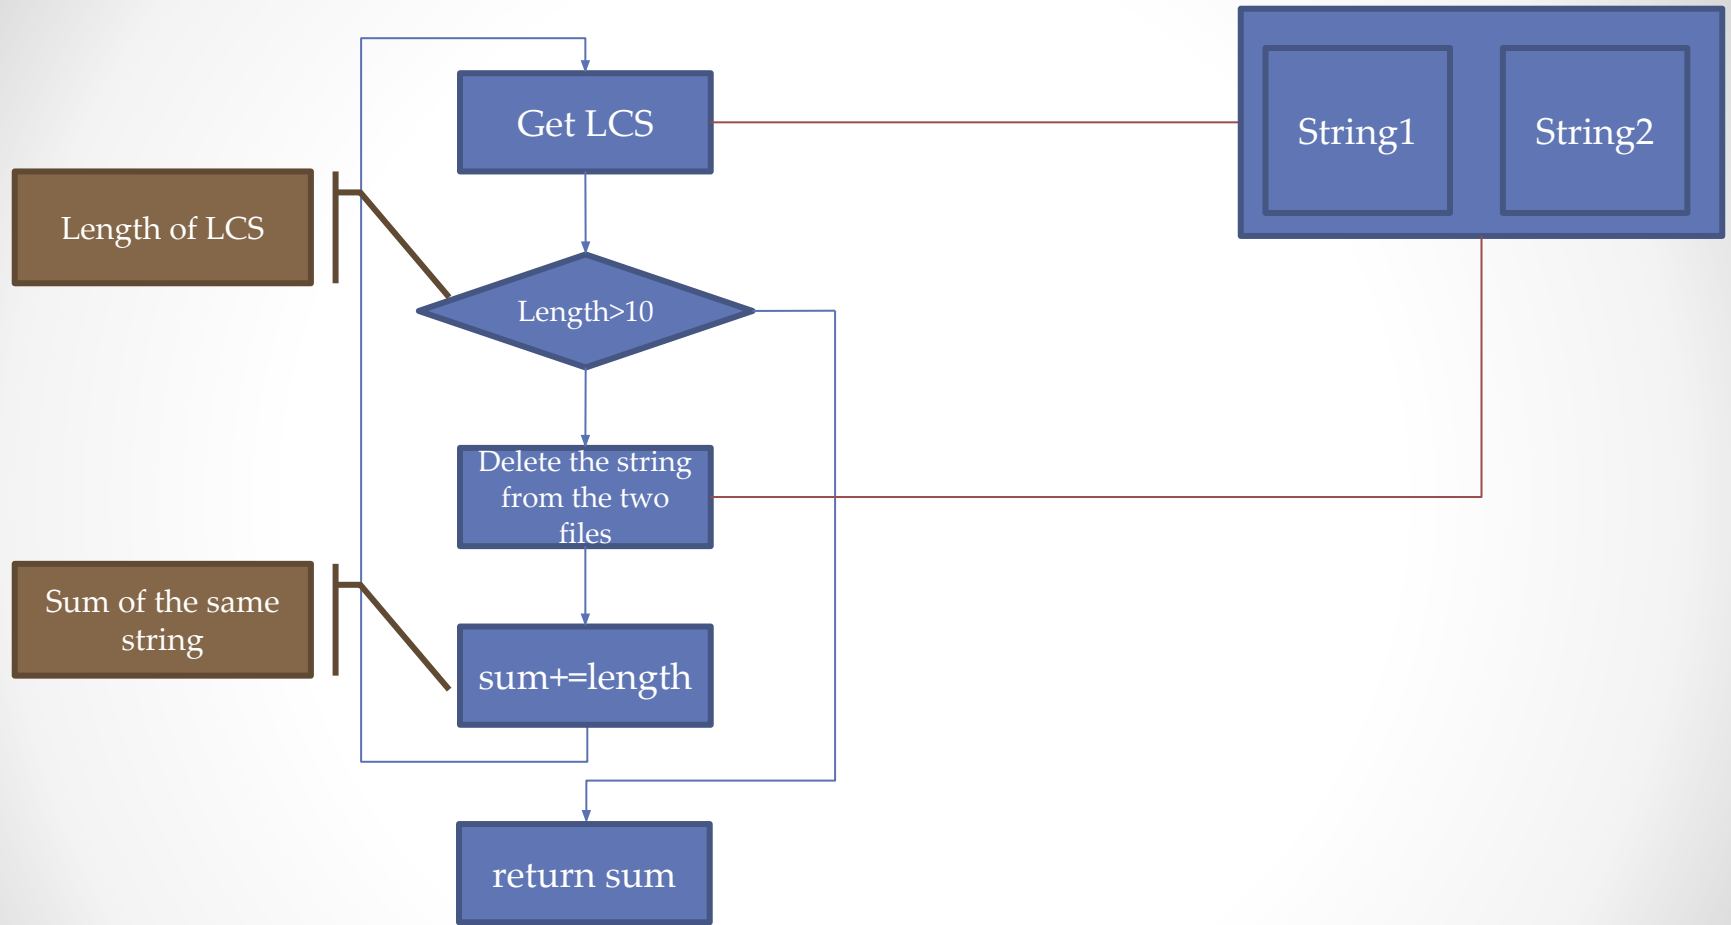 Get LCS
String1
String2
Length of LCS
Length>10
Delete the string
from the two
files
Sum of the same
string
sum+=length
return sum